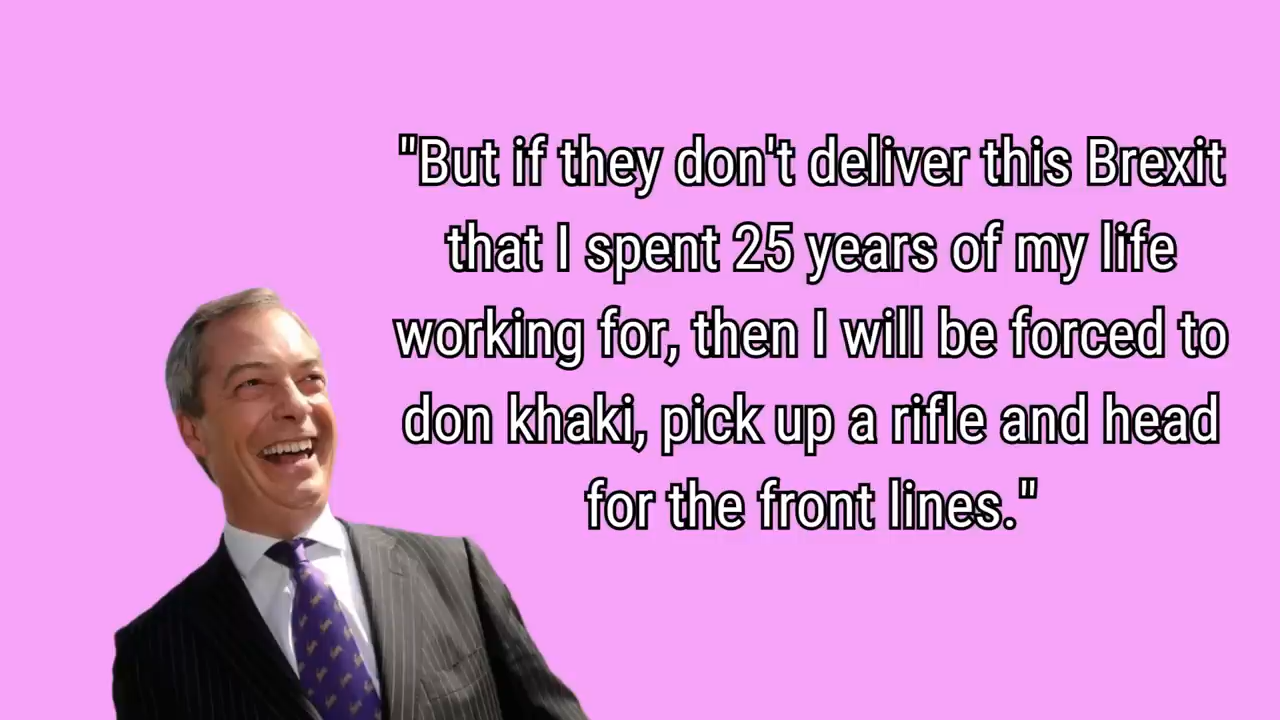 "But if they don't deliver this Brexit
that I spent 25 years of my life
working for, then I will be forced to
don khaki, pick up a rifle and head
for the front lines."